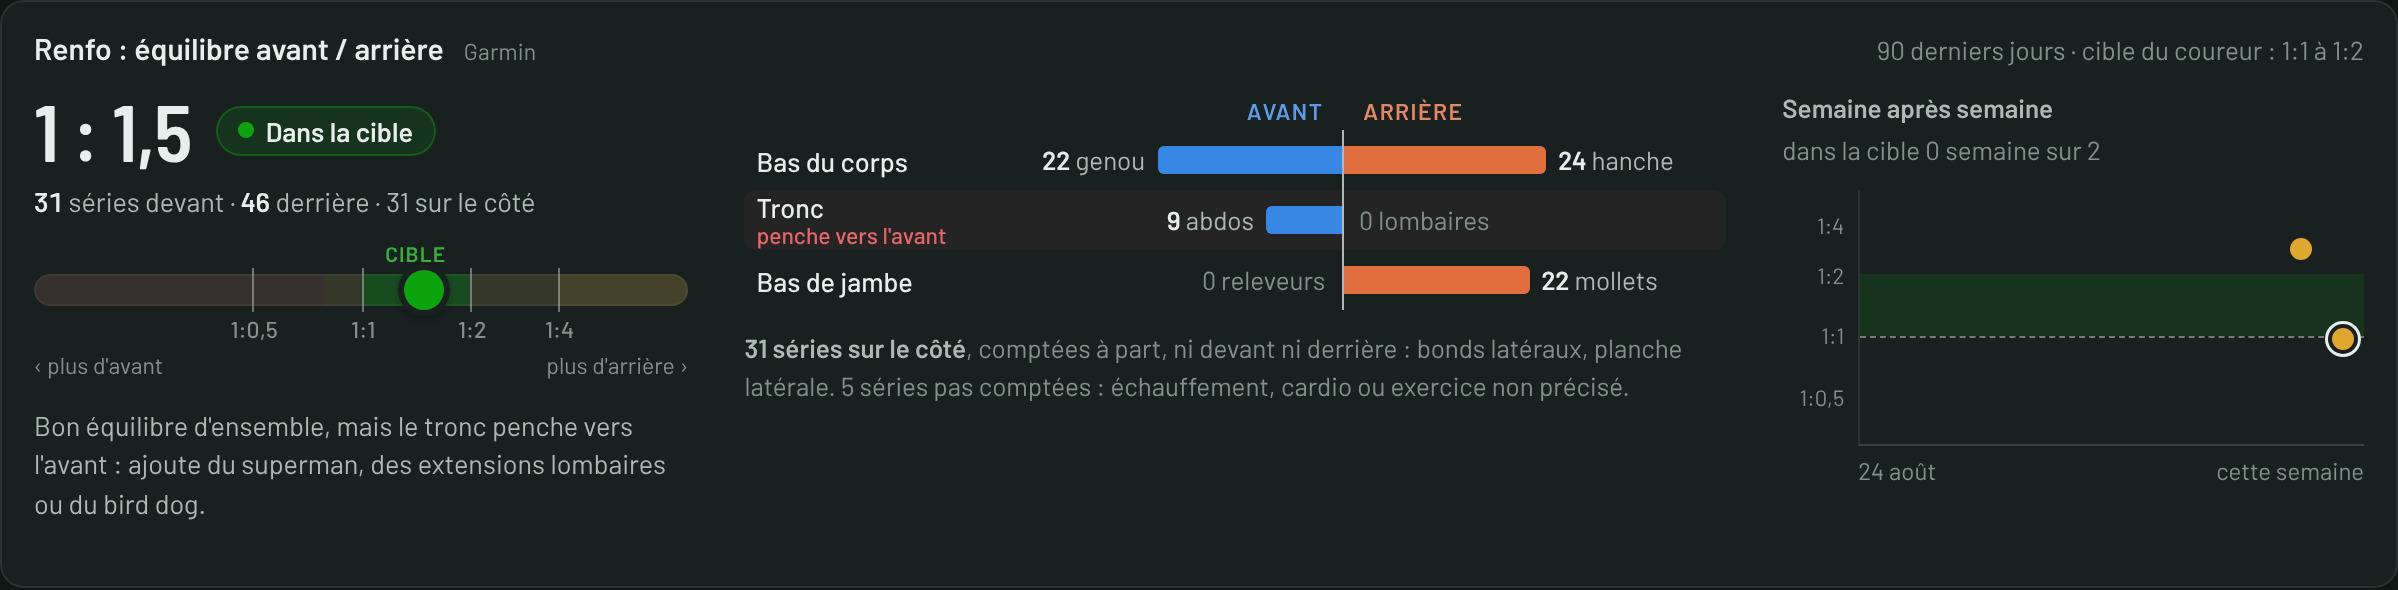 Renfo : équilibre avant / arrière Garmin
90 derniers jours · cible du coureur : 1:1 à 1:2
1 : 1,5 Dans la cible
31 séries devant · 46 derrière · 31 sur le côté
CIBLE
1:0,5 1:1 1:2 1:4
‹ plus d'avant plus d'arrière ›
Bon équilibre d'ensemble, mais le tronc penche vers
l'avant : ajoute du superman, des extensions lombaires
ou du bird dog.
AVANT ARRIÈRE
Bas du corps 22 genou 24 hanche
Tronc 9 abdos 0 lombaires
penche vers l'avant
Bas de jambe 0 releveurs 22 mollets
31 séries sur le côté, comptées à part, ni devant ni derrière : bonds latéraux, planche
latérale. 5 séries pas comptées : échauffement, cardio ou exercice non précisé.
Semaine après semaine
dans la cible 0 semaine sur 2
1:4
1:2
1:1
1:0,5
24 août cette semaine